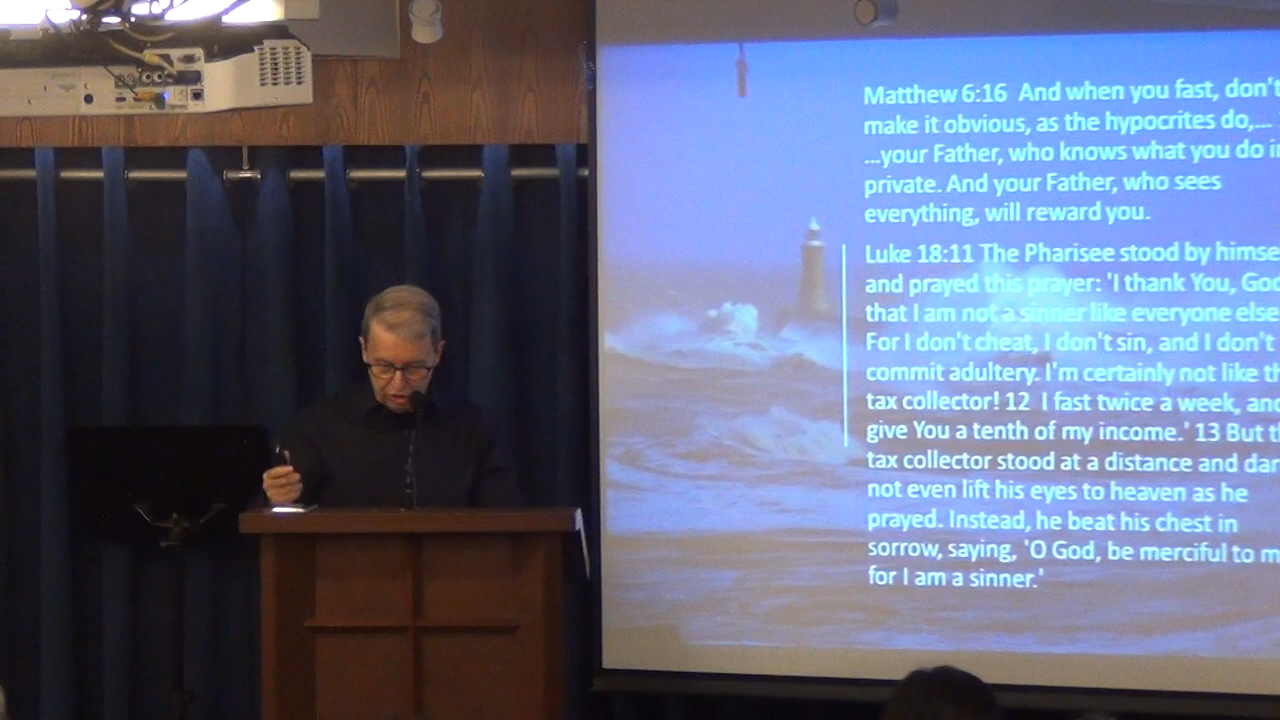 Matthew 6:16 And when you fast, don't
make it obvious, as the hypocrites do,...
...your Father, who knows what you do i
private. And your Father, who sees
everything, will reward you.
Luke 18:11 The Pharisee stood by himse
and prayed this prayer: 'I thank You, Go
that I am not a sinner like everyone else
For I don't cheat, I don't sin, and I don't
commit adultery. I'm certainly not like th
tax collector! 12 I fast twice a week, an
give You a tenth of my income.' 13 But t
tax collector stood at a distance and dar
not even lift his eyes to heaven as he
prayed. Instead, he beat his chest in
sorrow, saying, 'O God, be merciful to m
for I am a sinner.'